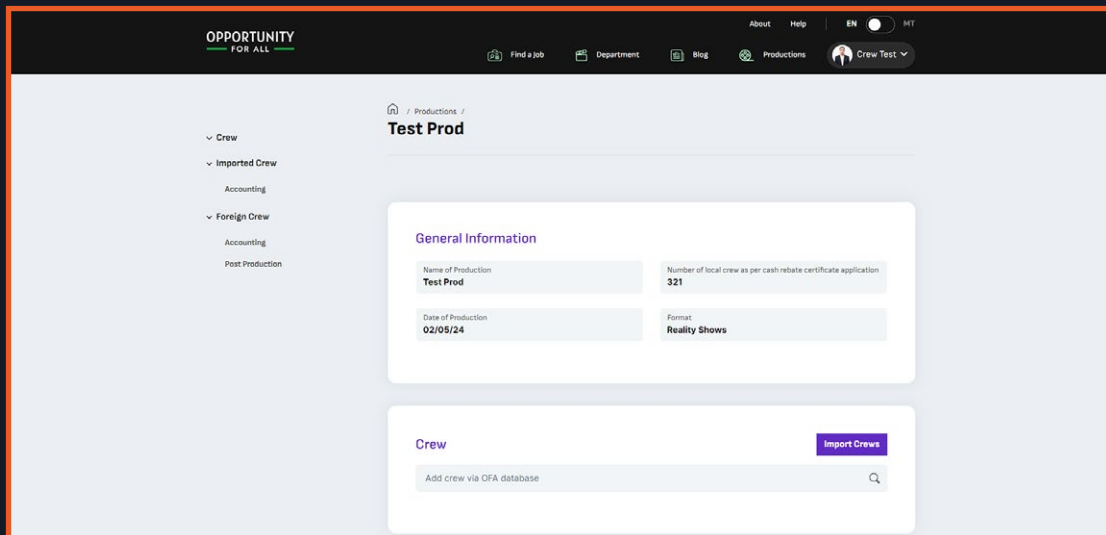 About Help EN MT
OPPORTUNITY
FOR ALL
Find a Job Department Blog Productions Crew Test
/ Productions /
Test Prod
Crew
Imported Crew
Accounting
Foreign Crew
Accounting
Post Production
General Information
Name of Production
Test Prod
Number of local crew as per cash rebate certificate application
321
Date of Production
02/05/24
Format
Reality Shows
Crew
Import Crews
Add crew via OFA database